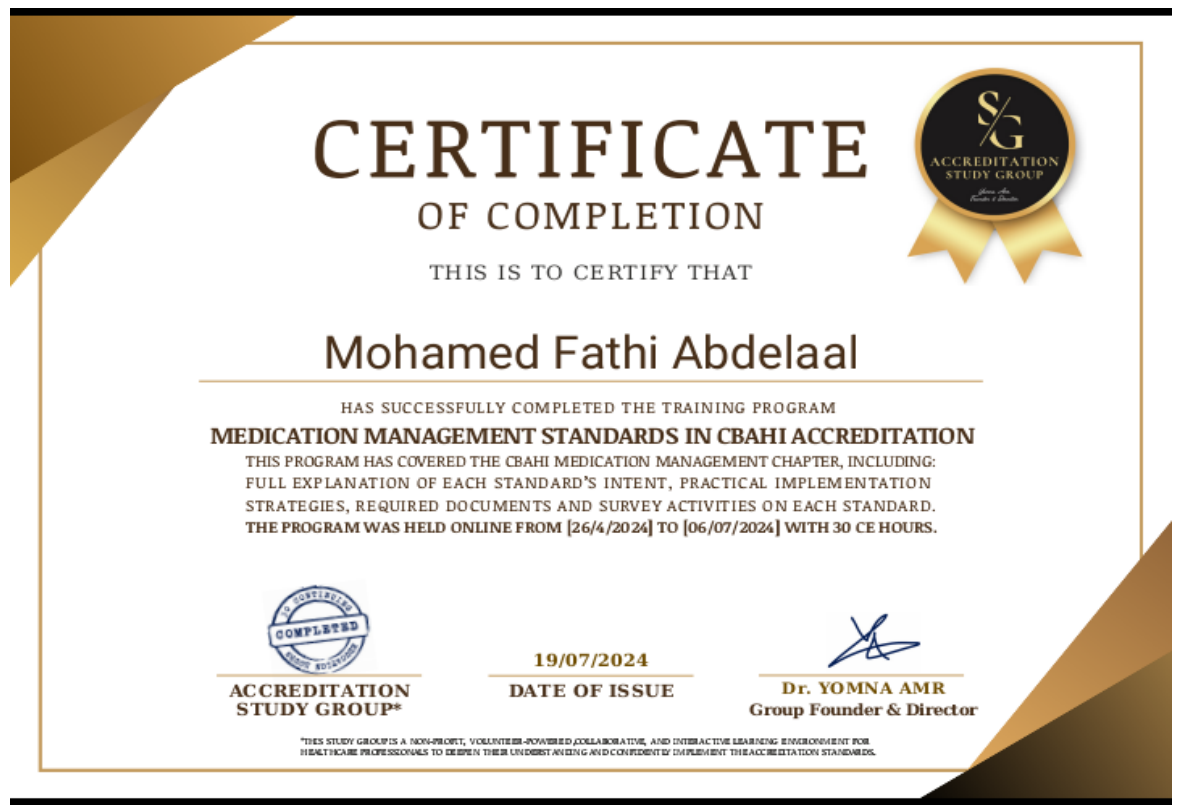 CERTIFICATE
OF COMPLETION
THIS IS TO CERTIFY THAT
S/G
ACCREDITATION
STUDY GROUP
Yomna Amr
Founder & Director
Mohamed Fathi Abdelaal
HAS SUCCESSFULLY COMPLETED THE TRAINING PROGRAM
MEDICATION MANAGEMENT STANDARDS IN CBAHI ACCREDITATION
THIS PROGRAM HAS COVERED THE CBAHI MEDICATION MANAGEMENT CHAPTER, INCLUDING:
FULL EXPLANATION OF EACH STANDARD'S INTENT, PRACTICAL IMPLEMENTATION
STRATEGIES, REQUIRED DOCUMENTS AND SURVEY ACTIVITIES ON EACH STANDARD.
THE PROGRAM WAS HELD ONLINE FROM [26/4/2024] TO [06/07/2024] WITH 30 CE HOURS.
CONTINUING
COMPLETED
ACCREDITATION
STUDY GROUP*
19/07/2024
DATE OF ISSUE
Dr. YOMNA AMR
Group Founder & Director
*THIS STUDY GROUP IS A NON-PROFIT, VOLUNTEER-POWERED,COLLABORATIVE, AND INTERACTIVE LEARNING ENVIRONMENT FOR
HEALTHCARE PROFESSIONALS TO DEEPEN THEIR UNDERSTANDING AND CONFIDENTLY IMPLEMENT THE ACCREDITATION STANDARDS.